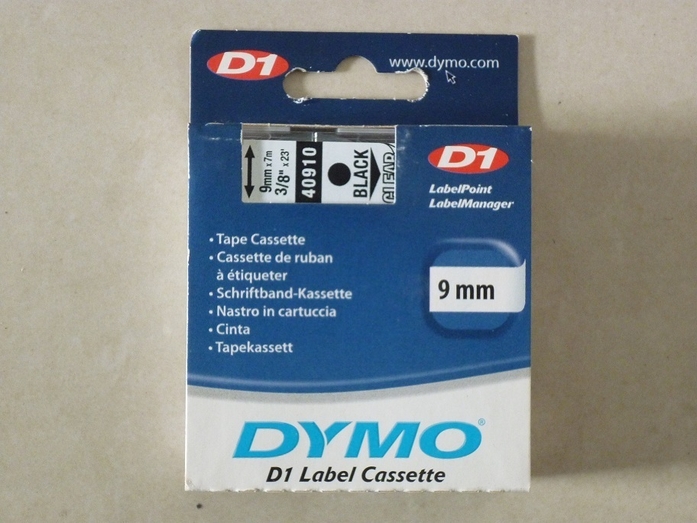 D1
www.dymo.com
9mm x 7m
3/8" x 23'
40910
BLACK
CLEAR
D1
LabelPoint
LabelManager
• Tape Cassette
• Cassette de ruban
à étiqueter
• Schriftband-Kassette
• Nastro in cartuccia
• Cinta
• Tapekassett
9 mm
DYMO®
D1 Label Cassette